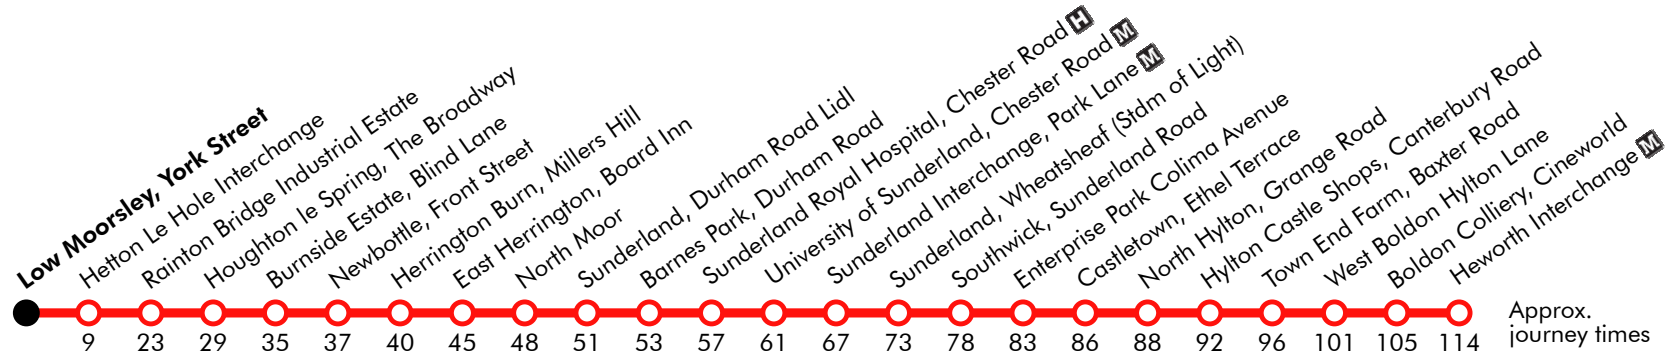 Low Moorsley, York Street
Hetton Le Hole Interchange
Rainton Bridge Industrial Estate
Houghton le Spring, The Broadway
Burnside Estate, Blind Lane
Newbottle, Front Street
Herrington Burn, Millers Hill
East Herrington, Board Inn
North Moor
Sunderland, Durham Road Lidl
Barnes Park, Durham Road
Sunderland Royal Hospital, Chester Road H
University of Sunderland, Chester Road M
Sunderland Interchange, Park Lane M
Sunderland, Wheatsheaf (Stdm of Light)
Southwick, Sunderland Road
Enterprise Park Colima Avenue
Castletown, Ethel Terrace
North Hylton, Grange Road
Hylton Castle Shops, Canterbury Road
Town End Farm, Baxter Road
West Boldon Hylton Lane
Boldon Colliery, Cineworld
Heworth Interchange M
9 23 29 35 37 40 45 48 51 53 57 61 67 73 78 83 86 88 92 96 101 105 114
Approx.
journey times